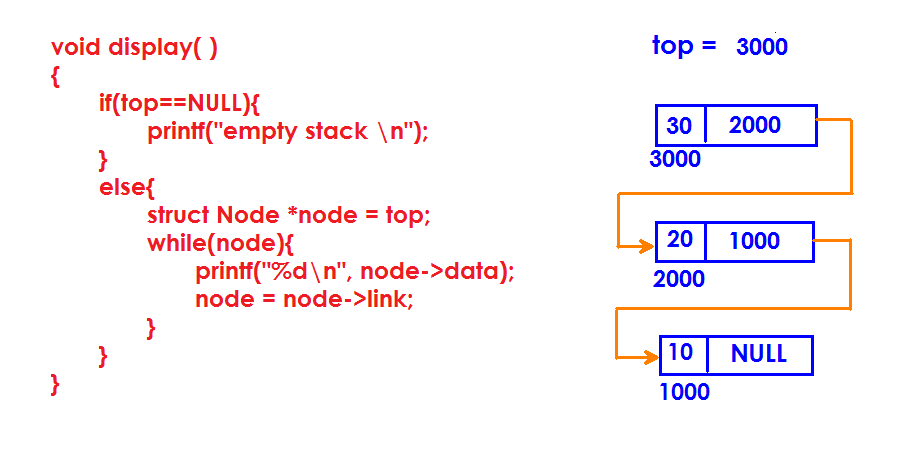 void display( )
{
if(top==NULL){
printf("empty stack \n");
}
else{
struct Node *node = top;
while(node){
printf("%d\n", node->data);
node = node->link;
}
}
}
top = 3000
30 2000
3000
20 1000
2000
10 NULL
1000